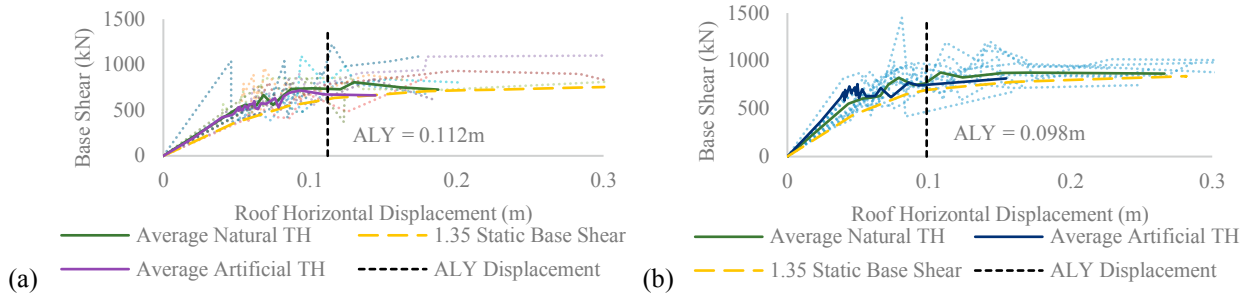 1500
1000
500
0
Base Shear (kN)
ALY = 0.112m
0 0.1 0.2 0.3
Roof Horizontal Displacement (m)
Average Natural TH 1.35 Static Base Shear
Average Artificial TH ALY Displacement
(a)
1500
1000
500
0
Base Shear (kN)
ALY = 0.098m
0 0.1 0.2 0.3
Roof Horizontal Displacement (m)
Average Natural TH Average Artificial TH
1.35 Static Base Shear ALY Displacement
(b)